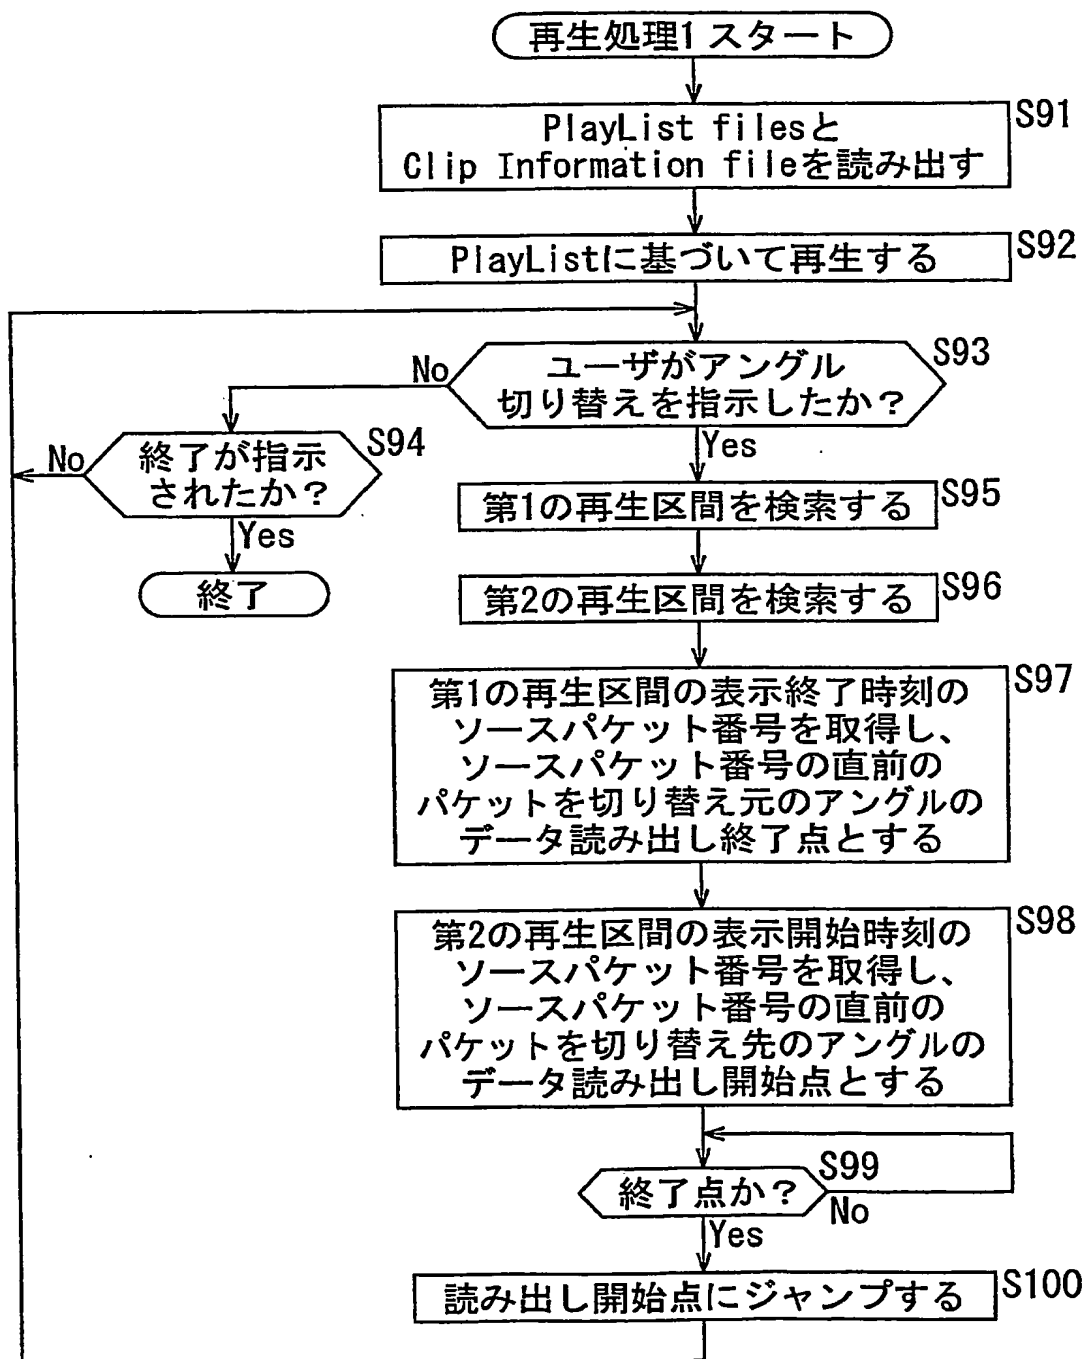 再生処理1 スタート
S91
PlayList filesと
Clip Information fileを読み出す
S92
PlayListに基づいて再生する
S93
ユーザがアングル
切り替えを指示したか?
No
Yes
S94
終了が指示
されたか?
No
Yes
終了
S95
第1の再生区間を検索する
S96
第2の再生区間を検索する
S97
第1の再生区間の表示終了時刻の
ソースパケット番号を取得し、
ソースパケット番号の直前の
パケットを切り替え元のアングルの
データ読み出し終了点とする
S98
第2の再生区間の表示開始時刻の
ソースパケット番号を取得し、
ソースパケット番号の直前の
パケットを切り替え先のアングルの
データ読み出し開始点とする
S99
終了点か?
No
Yes
S100
読み出し開始点にジャンプする